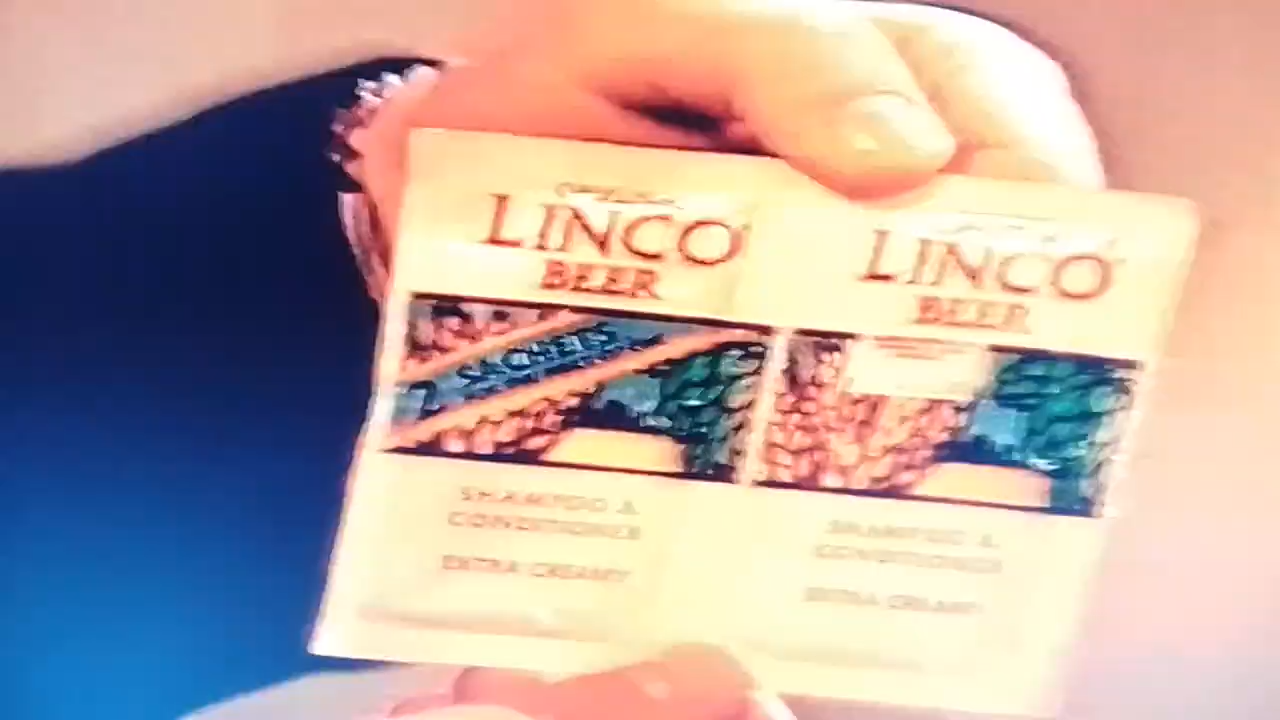 LINCO
BEER
SHAMPOO &
CONDITIONER
EXTRA CREAMY
LINCO
BEER
SHAMPOO &
CONDITIONER
EXTRA CREAMY